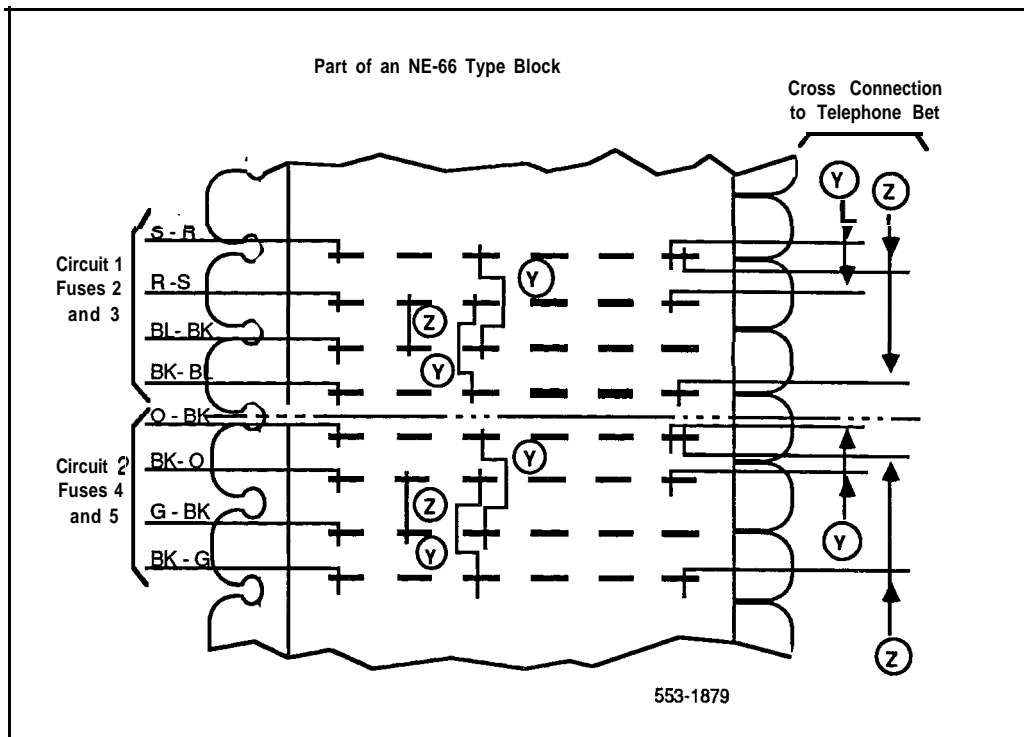 Part of an NE-66 Type Block
Cross Connection
to Telephone Bet
Y
Z
S - R
Circuit 1
Fuses 2
and 3
R - S
Y
Z
BL - BK
Y
BK - BL
O - BK
Y
Circuit 2
Fuses 4
and 5
BK - O
Z
G - BK
Y
Y
BK - G
Z
553-1879